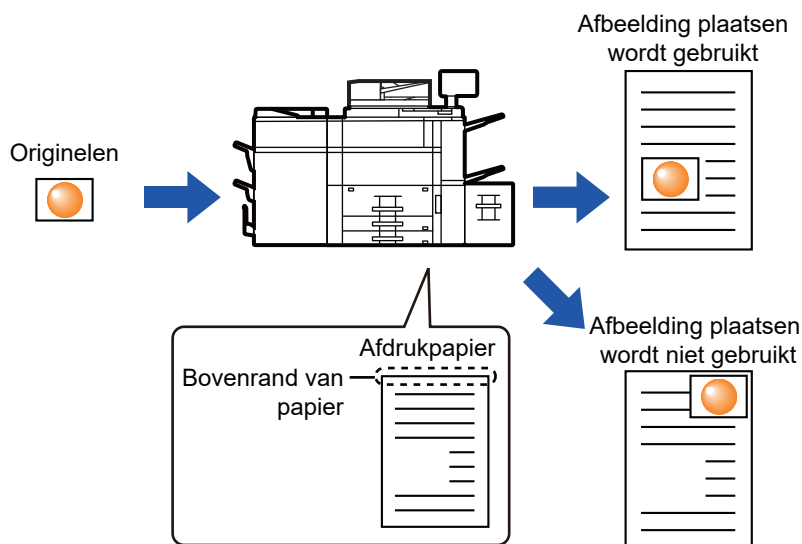 Afbeelding plaatsen
wordt gebruikt
Originelen
Afbeelding plaatsen
wordt niet gebruikt
Afdrukpapier
Bovenrand van
papier